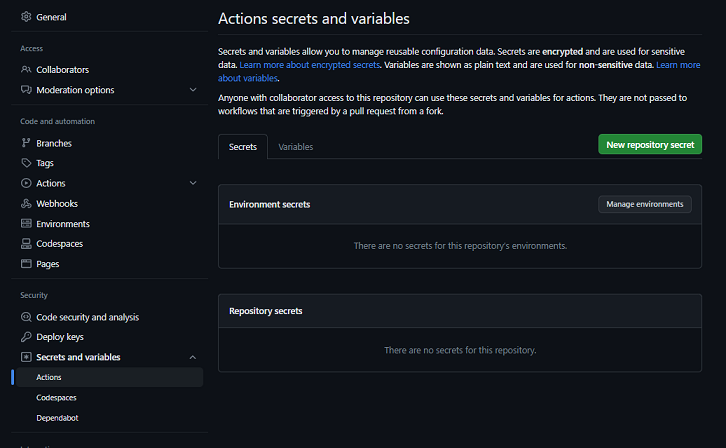 General
Access
Collaborators
Moderation options
Code and automation
Branches
Tags
Actions
Webhooks
Environments
Codespaces
Pages
Security
Code security and analysis
Deploy keys
Secrets and variables
Actions
Codespaces
Dependabot
Actions secrets and variables
Secrets and variables allow you to manage reusable configuration data. Secrets are encrypted and are used for sensitive
data. Learn more about encrypted secrets. Variables are shown as plain text and are used for non-sensitive data. Learn more
about variables.
Anyone with collaborator access to this repository can use these secrets and variables for actions. They are not passed to
workflows that are triggered by a pull request from a fork.
Secrets
Variables
New repository secret
Environment secrets
Manage environments
There are no secrets for this repository's environments.
Repository secrets
There are no secrets for this repository.